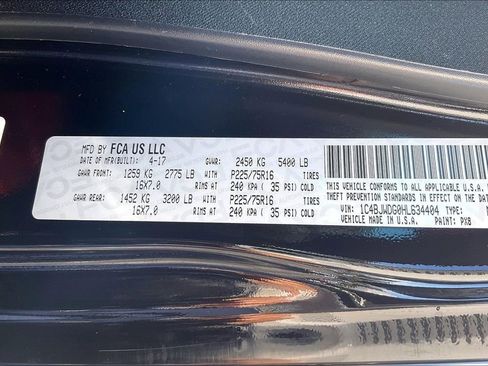 MFD BY FCA US LLC
DATE OF MFR(BUILT): 4-17 GVWR: 2450 KG 5400 LB
GAWR FRONT: 1259 KG 2775 LB WITH P225/75R16 TIRES
16X7.0 RIMS AT 240 KPA ( 35 PSI) COLD
GAWR REAR: 1452 KG 3200 LB WITH P225/75R16 TIRES
16X7.0 RIMS AT 240 KPA ( 35 PSI) COLD
THIS VEHICLE CONFORMS TO ALL APPLICABLE U.S.A.
THEFT PREVENTION STANDARDS IN EFFECT ON THE
VIN: 1C4BJWDG0HL634404 TYPE:
VEHICLE MADE IN U.S.A. PAINT: PX8